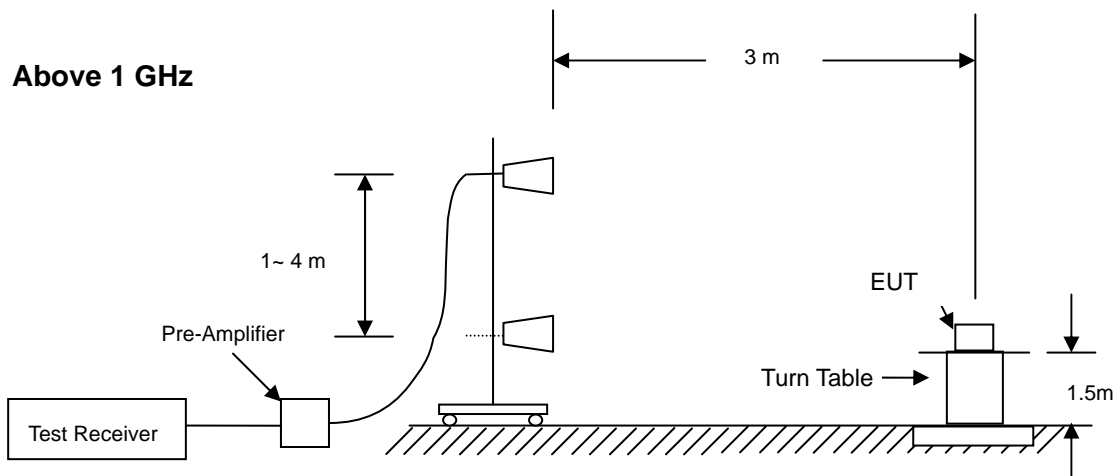 3 m
Above 1 GHz
1~ 4 m
EUT
Pre-Amplifier
Turn Table
1.5m
Test Receiver